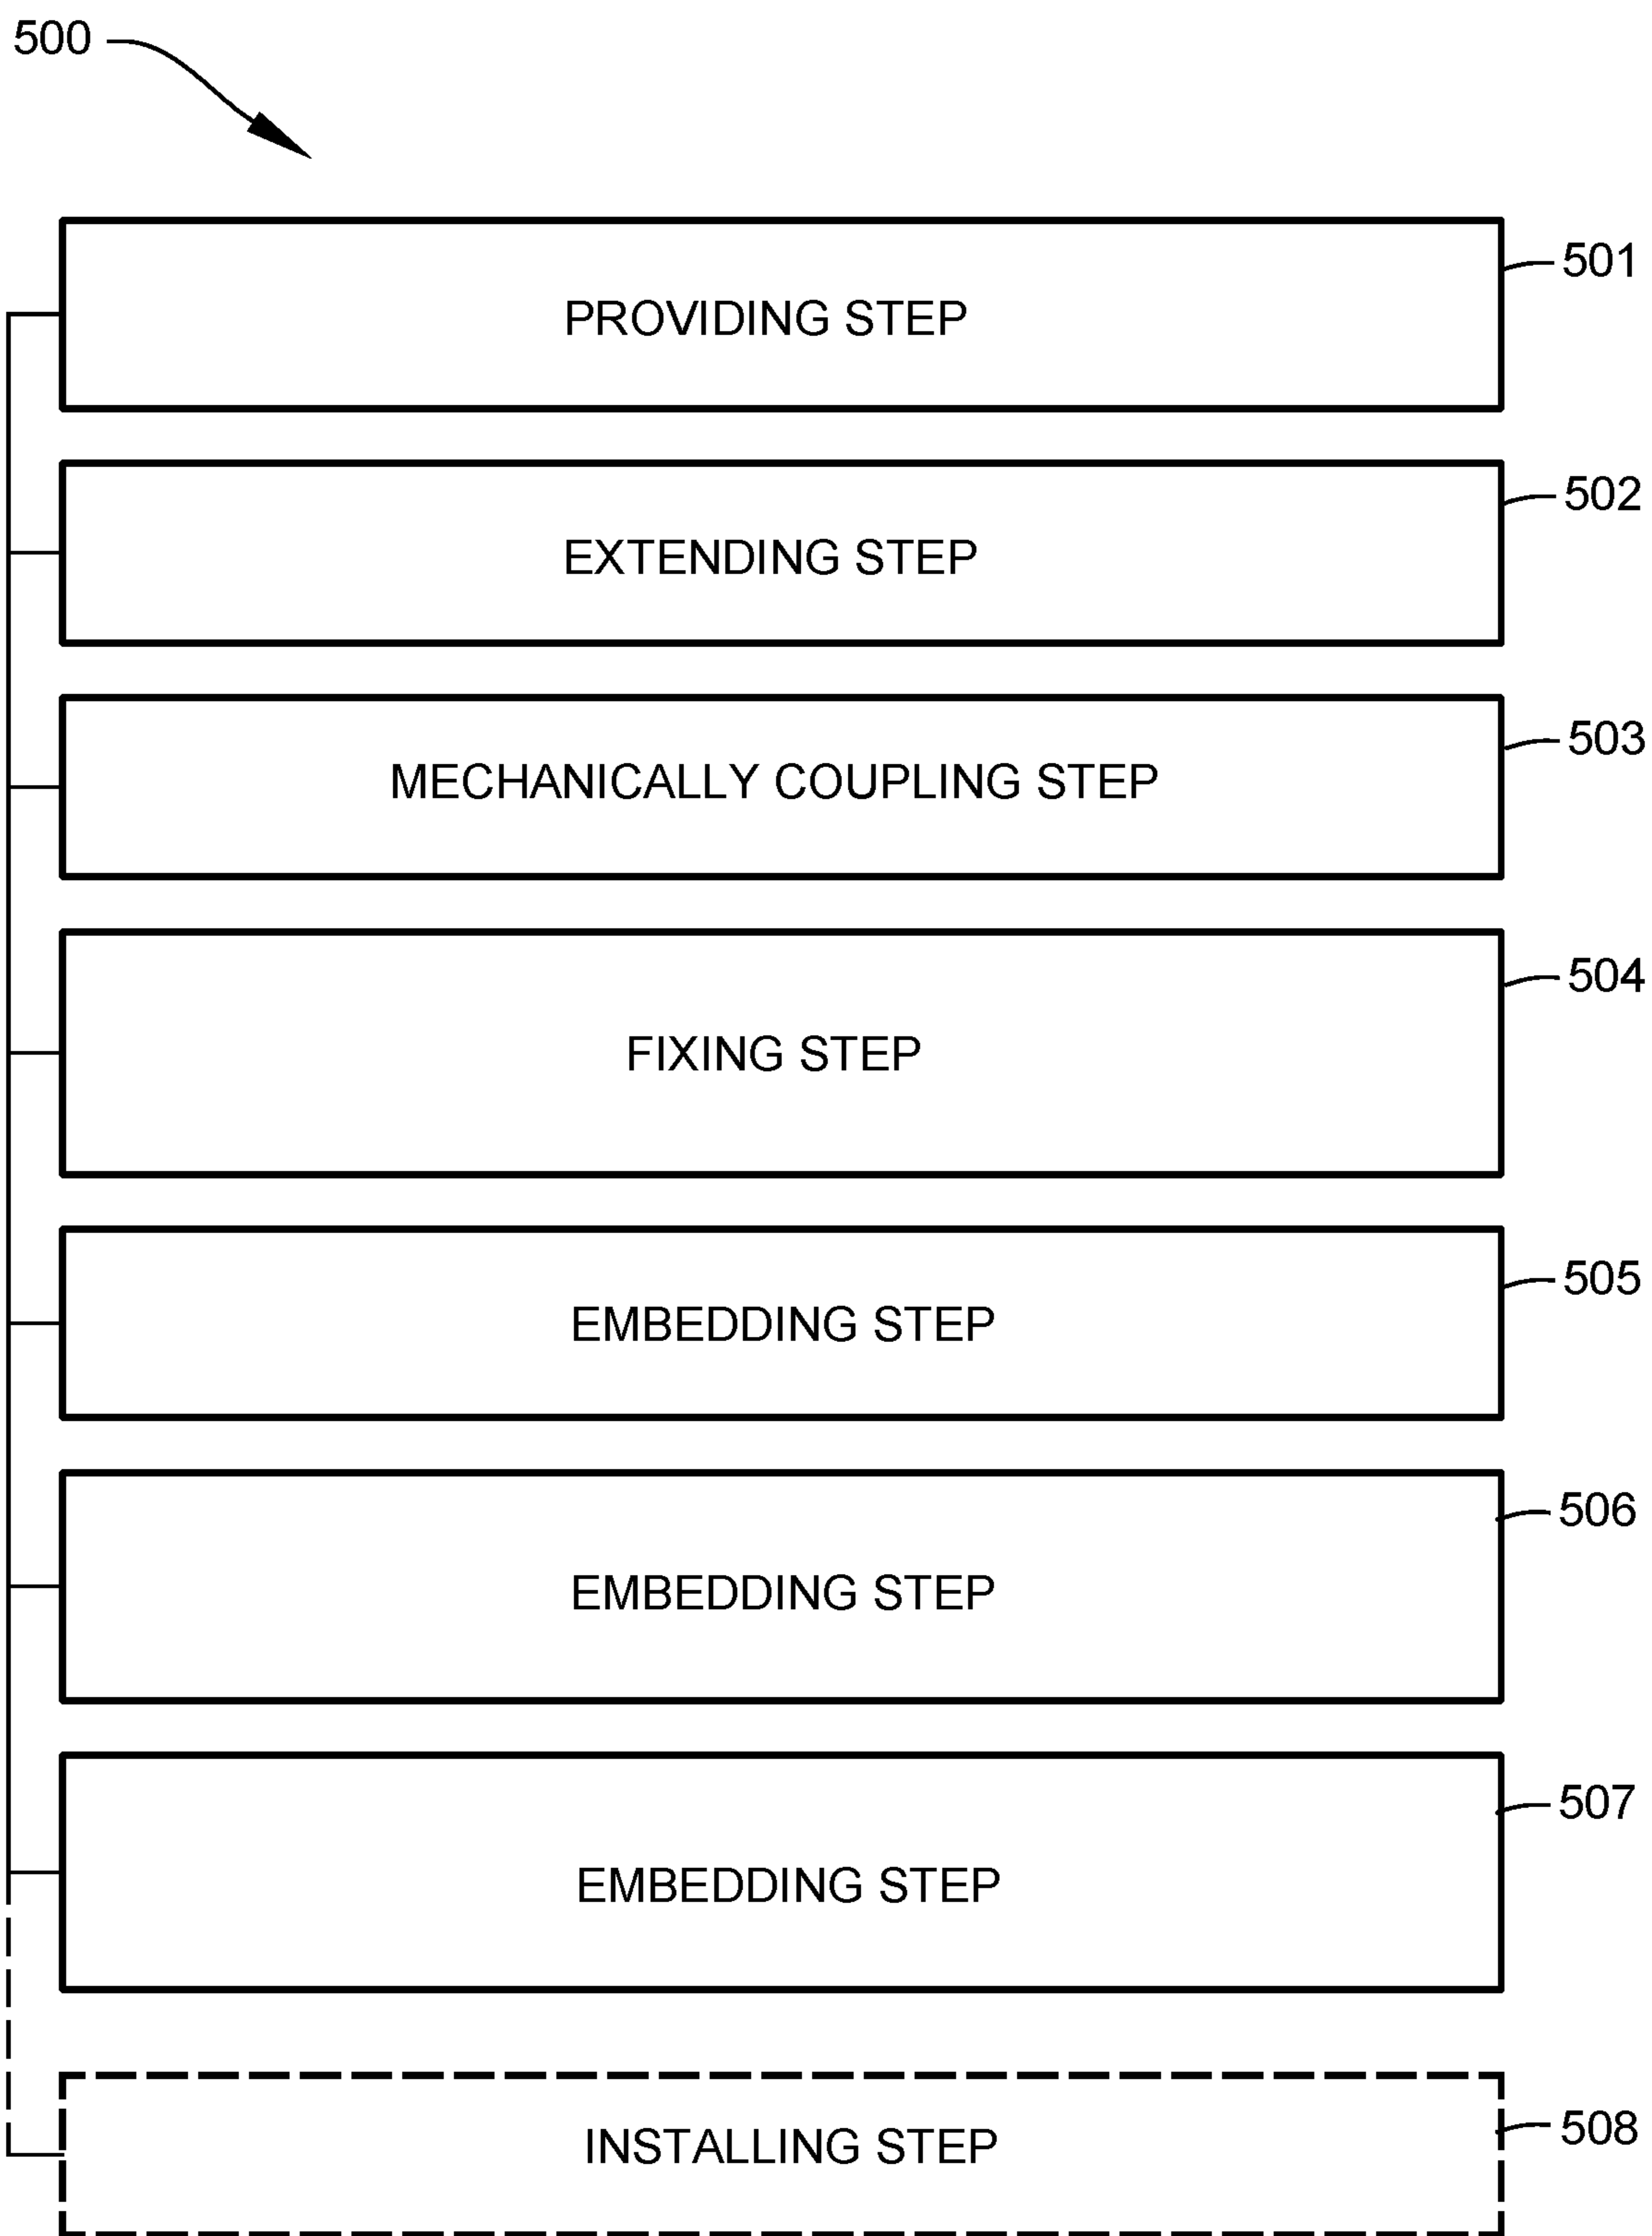 500
501
PROVIDING STEP
502
EXTENDING STEP
503
MECHANICALLY COUPLING STEP
504
FIXING STEP
505
EMBEDDING STEP
506
EMBEDDING STEP
507
EMBEDDING STEP
508
INSTALLING STEP